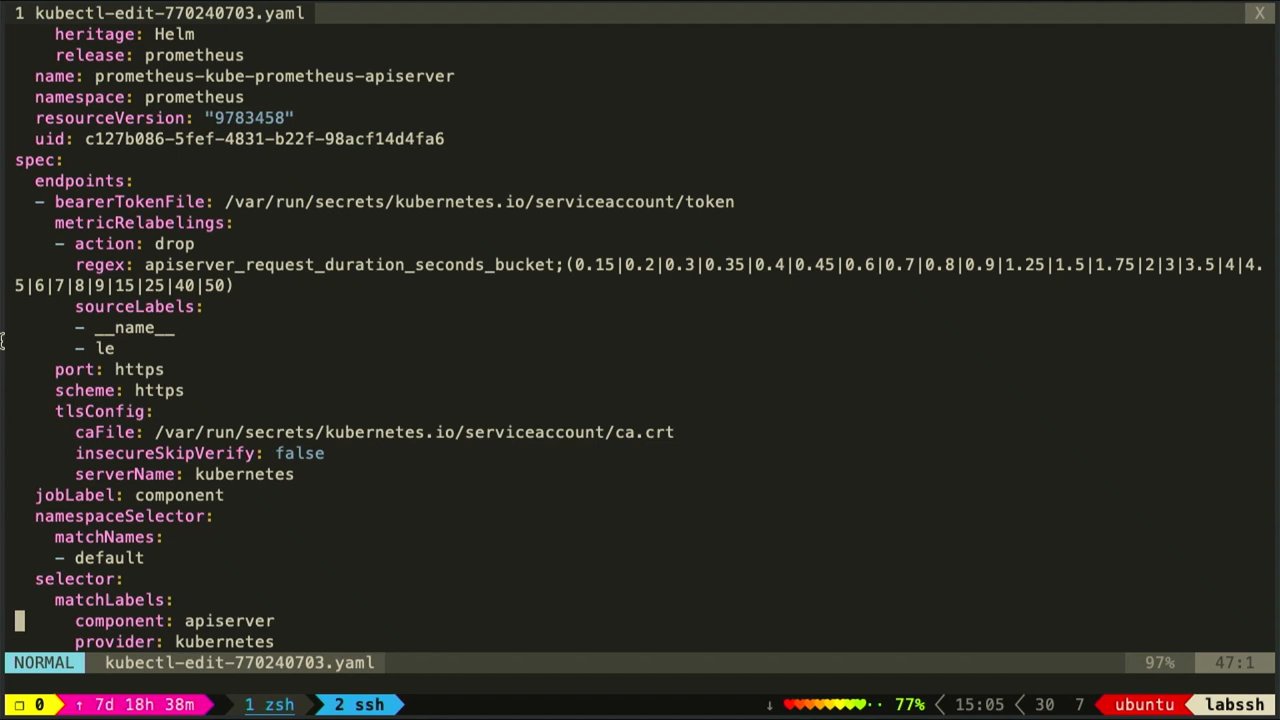 1 kubectl-edit-770240703.yaml X
heritage: Helm
release: prometheus
name: prometheus-kube-prometheus-apiserver
namespace: prometheus
resourceVersion: "9783458"
uid: c127b086-5fef-4831-b22f-98acf14d4fa6
spec:
endpoints:
- bearerTokenFile: /var/run/secrets/kubernetes.io/serviceaccount/token
metricRelabelings:
- action: drop
regex: apiserver_request_duration_seconds_bucket;(0.15|0.2|0.3|0.35|0.4|0.45|0.6|0.7|0.8|0.9|1.25|1.5|1.75|2|3|3.5|4|4.
5|6|7|8|9|15|25|40|50)
sourceLabels:
- __name__
- le
port: https
scheme: https
tlsConfig:
caFile: /var/run/secrets/kubernetes.io/serviceaccount/ca.crt
insecureSkipVerify: false
serverName: kubernetes
jobLabel: component
namespaceSelector:
matchNames:
- default
selector:
matchLabels:
component: apiserver
provider: kubernetes
NORMAL kubectl-edit-770240703.yaml 97% 47:1
❐ 0 ↑ 7d 18h 38m 1 zsh 2 ssh ↓ ♥♥♥♥♥♥♥♥·· 77% 15:05 30 7 ubuntu labssh